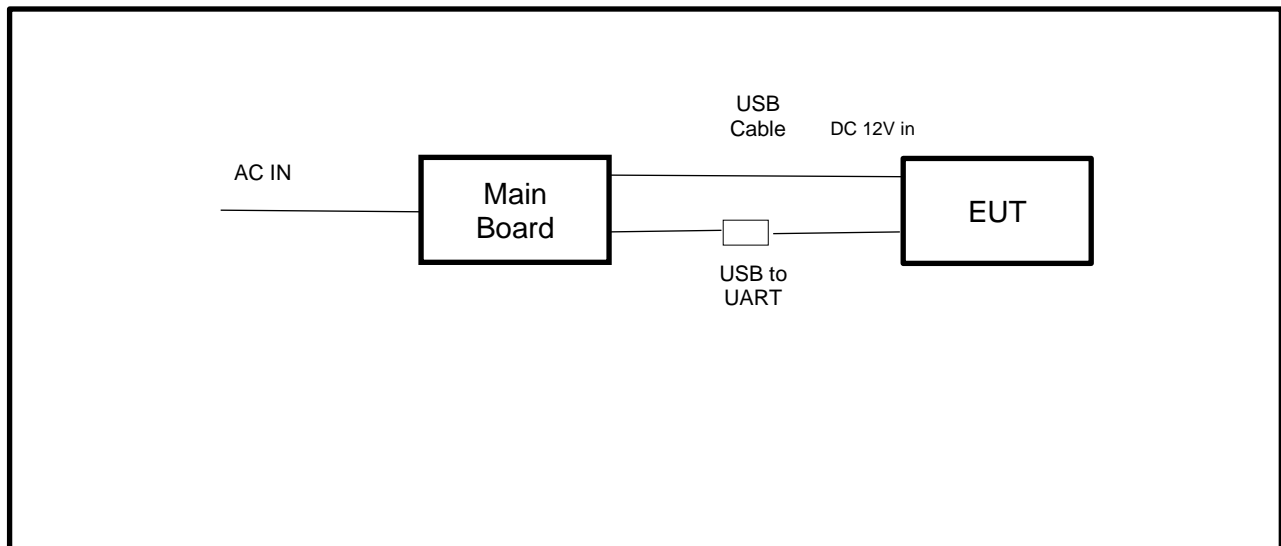 USB
Cable
DC 12V in
AC IN
Main
Board
EUT
USB to
UART